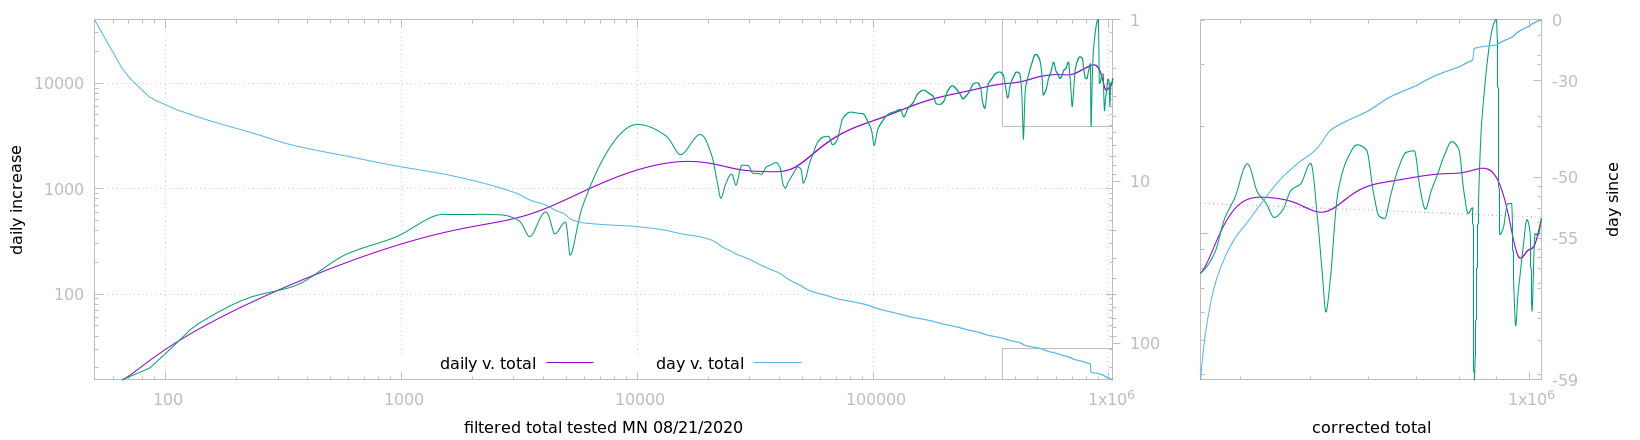 1
0
10000
-30
daily increase
1000
10
-50
day since
-55
100
daily v. total
day v. total
100
-59
100
1000
10000
100000
1x10^6
1x10^6
filtered total tested MN 08/21/2020
corrected total